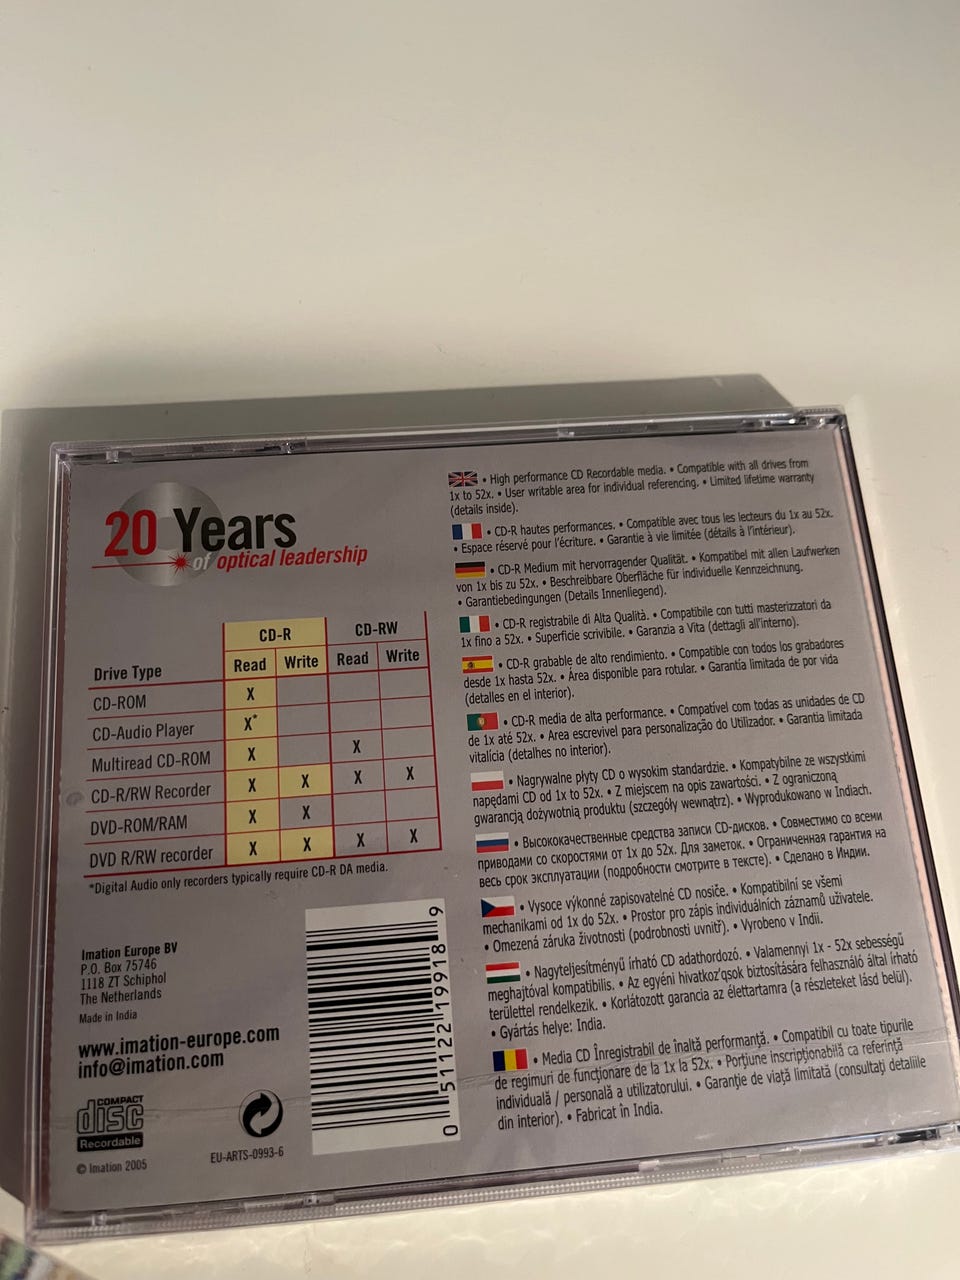 20 Years
of optical leadership
CD-R CD-RW
Drive Type Read Write Read Write
CD-ROM X
CD-Audio Player X*
Multiread CD-ROM X X
CD-R/RW Recorder X X X X
DVD-ROM/RAM X X
DVD R/RW recorder X X X X
*Digital Audio only recorders typically require CD-R DA media.
Imation Europe BV
P.O. Box 75746
1118 ZT Schiphol
The Netherlands
Made in India
www.imation-europe.com
info@imation.com
COMPACT
disc
Recordable
© Imation 2005
EU-ARTS-0993-6
0 51122 19918 9
• High performance CD Recordable media. • Compatible with all drives from
1x to 52x. • User writable area for individual referencing. • Limited lifetime warranty
(details inside).
• CD-R hautes performances. • Compatible avec tous les lecteurs du 1x au 52x.
• Espace réservé pour l'écriture. • Garantie à vie limitée (détails à l'intérieur).
• CD-R Medium mit hervorragender Qualität. • Kompatibel mit allen Laufwerken
von 1x bis zu 52x. • Beschreibbare Oberfläche für individuelle Kennzeichnung.
• Garantiebedingungen (Details Innenliegend).
• CD-R registrabile di Alta Qualità. • Compatibile con tutti masterizzatori da
1x fino a 52x. • Superficie scrivibile. • Garanzia a Vita (dettagli all'interno).
• CD-R grabable de alto rendimiento. • Compatible con todos los grabadores
desde 1x hasta 52x. • Área disponible para rotular. • Garantía limitada de por vida
(detalles en el interior).
• CD-R media de alta performance. • Compatível com todas as unidades de CD
de 1x até 52x. • Area escrevivel para personalização do Utilizador. • Garantia limitada
vitalícia (detalhes no interior).
• Nagrywalne płyty CD o wysokim standardzie. • Kompatybilne ze wszystkimi
napędami CD od 1x to 52x. • Z miejscem na opis zawartości. • Z ograniczoną
gwarancją dożywotnią produktu (szczegóły wewnątrz). • Wyprodukowano w Indiach.
• Высококачественные средства записи CD-дисков. • Совместимо со всеми
приводами со скоростями от 1x до 52x. Для заметок. • Ограниченная гарантия на
весь срок эксплуатации (подробности смотрите в тексте). • Сделано в Индии.
• Vysoce výkonné zapisovatelné CD nosiče. • Kompatibilní se všemi
mechanikami od 1x do 52x. • Prostor pro zápis individuálních záznamů uživatele.
• Omezená záruka životnosti (podrobnosti uvnitř). • Vyrobeno v Indii.
• Nagyteljesítményű írható CD adathordozó. • Valamennyi 1x - 52x sebességű
meghajtóval kompatibilis. • Az egyéni hivatkoz'qsok biztosítására felhasználó által írható
területtel rendelkezik. • Korlátozott garancia az élettartamra (a részleteket lásd belül).
• Gyártás helye: India.
• Media CD Înregistrabil de înaltă performanţă. • Compatibil cu toate tipurile
de regimuri de funcţionare de la 1x la 52x. • Porţiune inscripţionabilă ca referinţă
individuală / personală a utilizatorului. • Garanţie de viaţă limitată (consultaţi detaliile
din interior). • Fabricat în India.